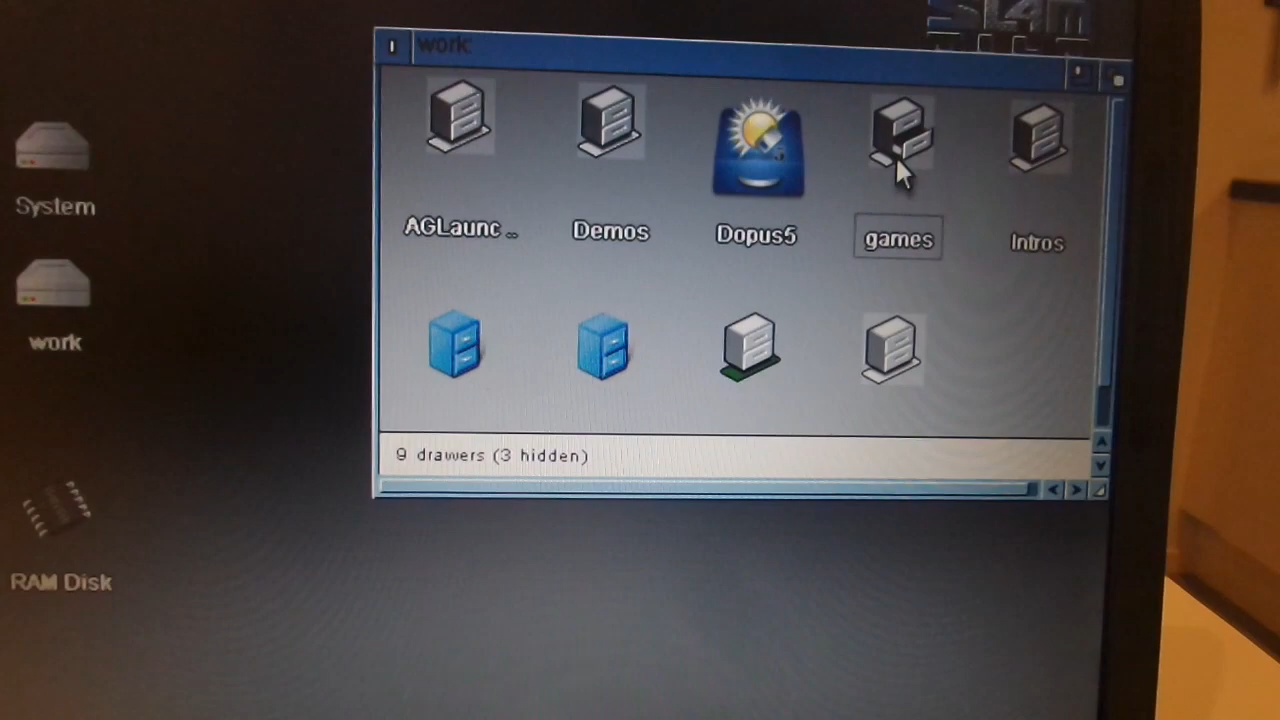 work:
System
AGLaunc .. Demos Dopus5 games Intros
work
9 drawers (3 hidden)
RAM Disk